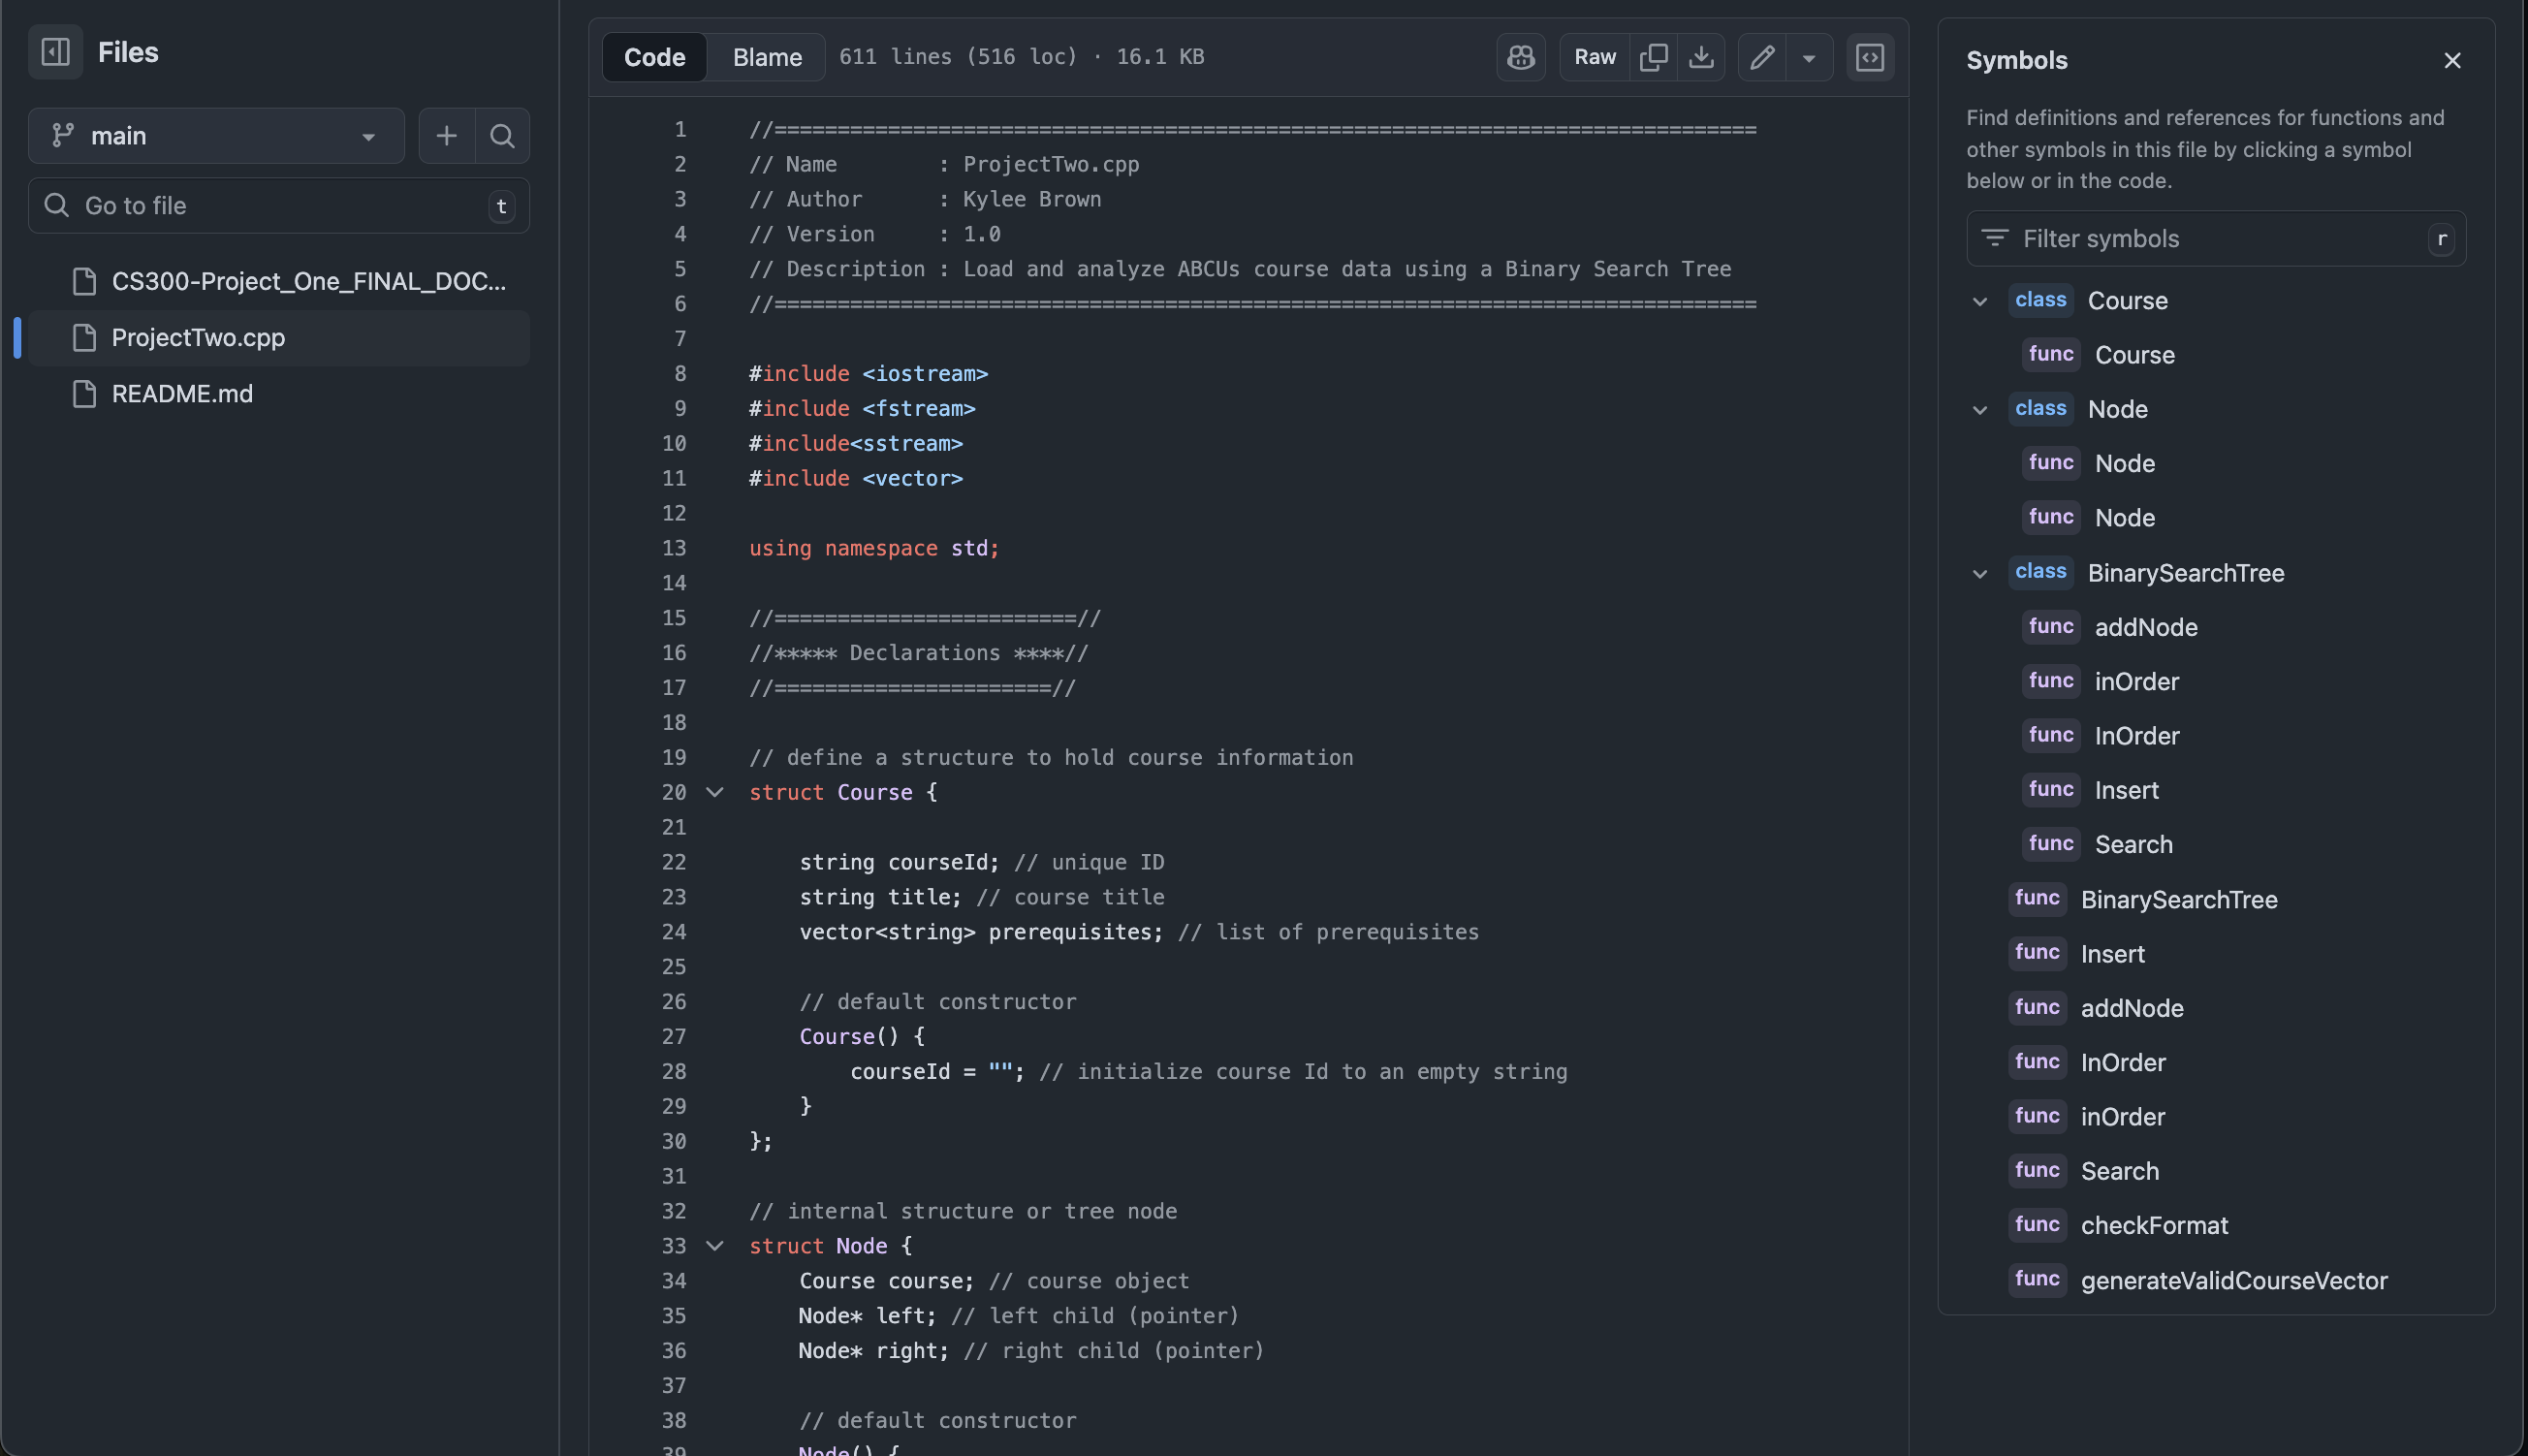 Files
main
Go to file
t
CS300-Project_One_FINAL_DOC...
ProjectTwo.cpp
README.md
Code Blame 611 lines (516 loc) · 16.1 KB Raw
1 //==============================================================================
2 // Name        : ProjectTwo.cpp
3 // Author      : Kylee Brown
4 // Version     : 1.0
5 // Description : Load and analyze ABCUs course data using a Binary Search Tree
6 //==============================================================================
7
8 #include <iostream>
9 #include <fstream>
10 #include<sstream>
11 #include <vector>
12
13 using namespace std;
14
15 //========================//
16 //***** Declarations ****//
17 //======================//
18
19 // define a structure to hold course information
20 struct Course {
21
22     string courseId; // unique ID
23     string title; // course title
24     vector<string> prerequisites; // list of prerequisites
25
26     // default constructor
27     Course() {
28         courseId = ""; // initialize course Id to an empty string
29     }
30 };
31
32 // internal structure or tree node
33 struct Node {
34     Course course; // course object
35     Node* left; // left child (pointer)
36     Node* right; // right child (pointer)
37
38     // default constructor
39     Node() {
Symbols
Find definitions and references for functions and
other symbols in this file by clicking a symbol
below or in the code.
Filter symbols
r
class Course
func Course
class Node
func Node
func Node
class BinarySearchTree
func addNode
func inOrder
func InOrder
func Insert
func Search
func BinarySearchTree
func Insert
func addNode
func InOrder
func inOrder
func Search
func checkFormat
func generateValidCourseVector